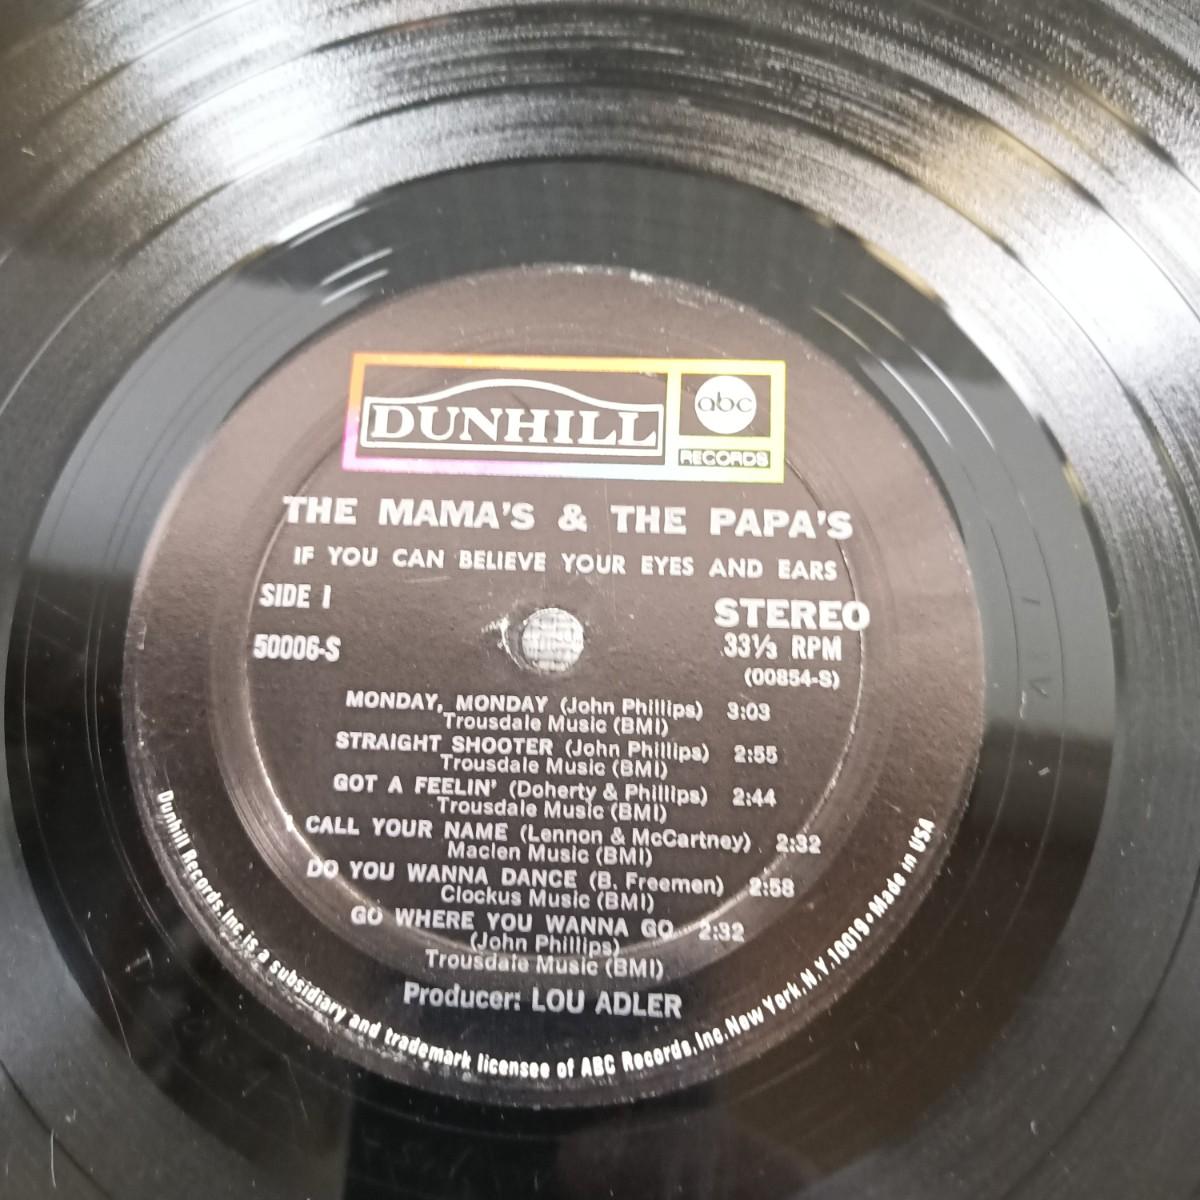 DUNHILL
abc
RECORDS
THE MAMA'S & THE PAPA'S
IF YOU CAN BELIEVE YOUR EYES AND EARS
SIDE 1
STEREO
50006-S
33⅓ RPM
(00854-S)
MONDAY, MONDAY (John Phillips) 3:03
Trousdale Music (BMI)
STRAIGHT SHOOTER (John Phillips) 2:55
Trousdale Music (BMI)
GOT A FEELIN' (Doherty & Phillips) 2:44
Trousdale Music (BMI)
I CALL YOUR NAME (Lennon & McCartney) 2:32
Maclen Music (BMI)
DO YOU WANNA DANCE (B. Freemen) 2:58
Clockus Music (BMI)
GO WHERE YOU WANNA GO 2:32
(John Phillips)
Trousdale Music (BMI)
Producer: LOU ADLER
Dunhill Records, Inc. is a subsidiary and trademark licensee of ABC Records, Inc. New York, N.Y. 10019 • Made in USA